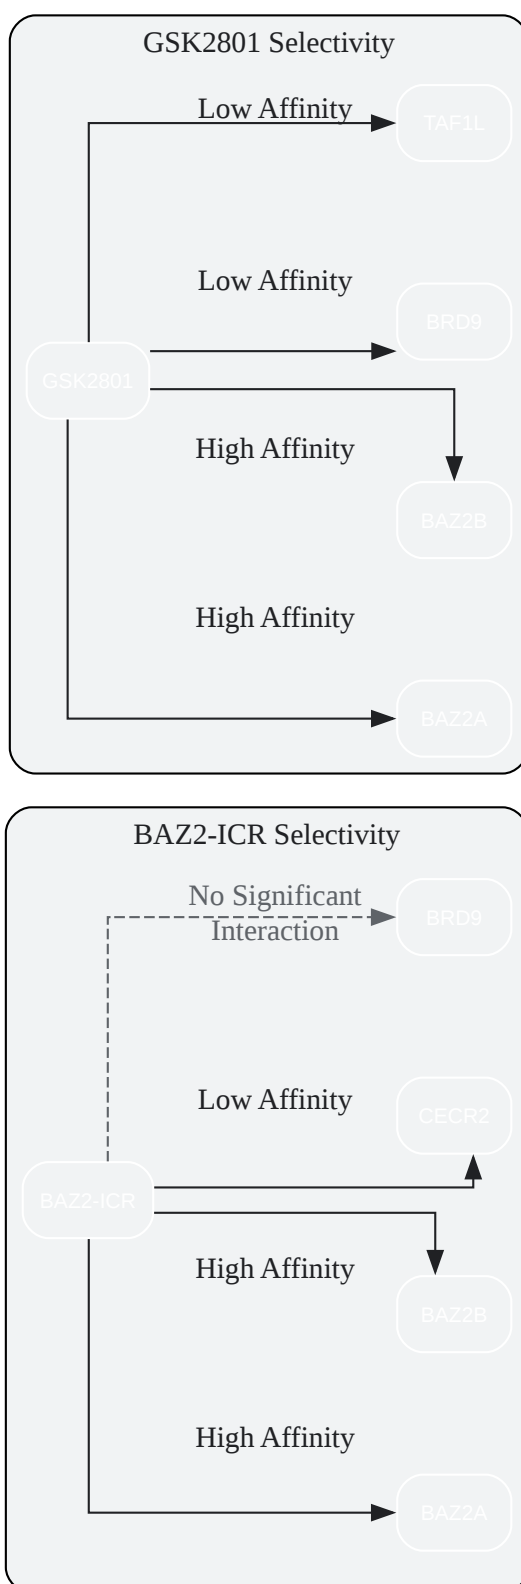 GSK2801 Selectivity
Low Affinity
TAF1L
Low Affinity
BRD9
GSK2801
High Affinity
BAZ2B
High Affinity
BAZ2A
BAZ2-ICR Selectivity
No Significant
Interaction
BRD9
Low Affinity
CECR2
BAZ2-ICR
High Affinity
BAZ2B
High Affinity
BAZ2A